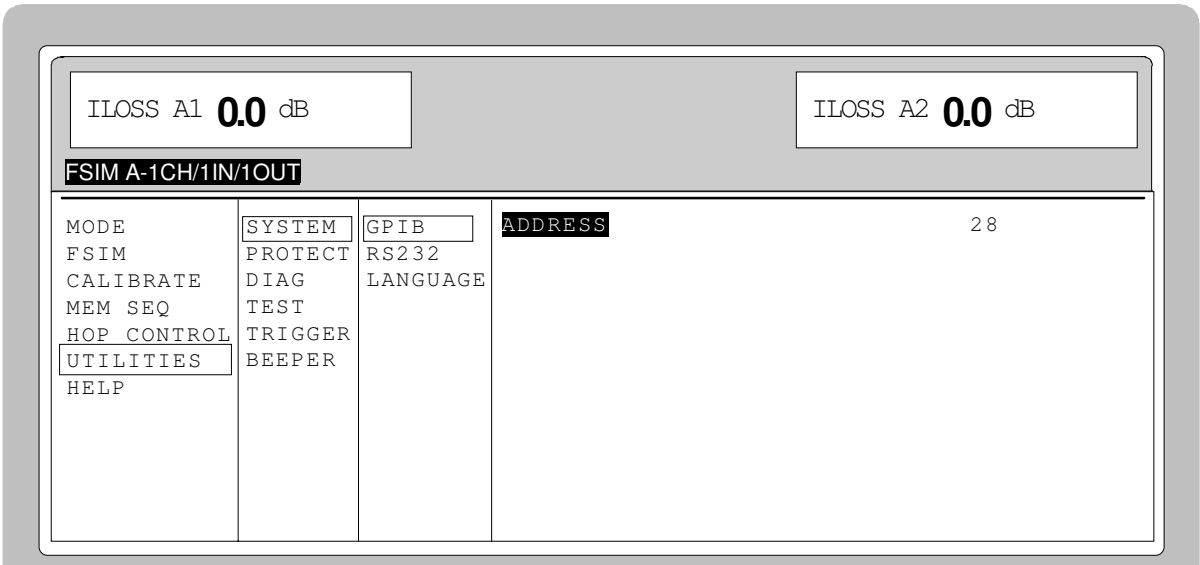 ILOSS A1 0.0 dB
ILOSS A2 0.0 dB
FSIM A-1CH/1IN/1OUT
MODE
FSIM
CALIBRATE
MEM SEQ
HOP CONTROL
UTILITIES
HELP
SYSTEM
PROTECT
DIAG
TEST
TRIGGER
BEEPER
GPIB
RS232
LANGUAGE
ADDRESS 28